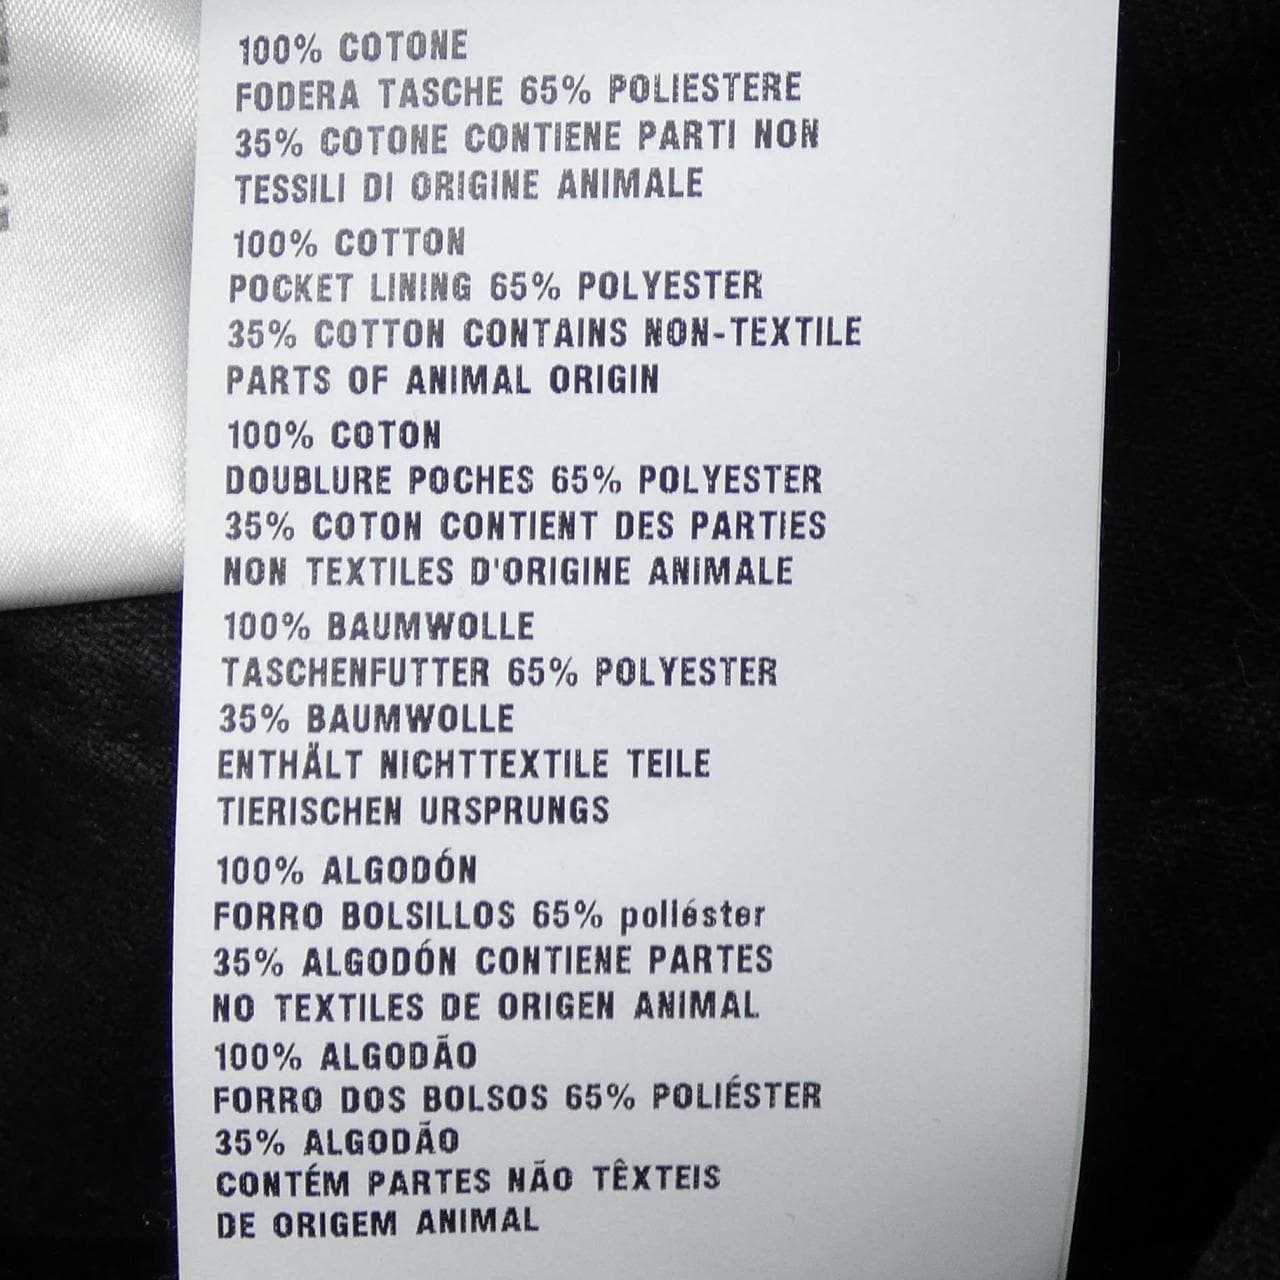 100% COTONE
FODERA TASCHE 65% POLIESTERE
35% COTONE CONTIENE PARTI NON
TESSILI DI ORIGINE ANIMALE
100% COTTON
POCKET LINING 65% POLYESTER
35% COTTON CONTAINS NON-TEXTILE
PARTS OF ANIMAL ORIGIN
100% COTON
DOUBLURE POCHES 65% POLYESTER
35% COTON CONTIENT DES PARTIES
NON TEXTILES D'ORIGINE ANIMALE
100% BAUMWOLLE
TASCHENFUTTER 65% POLYESTER
35% BAUMWOLLE
ENTHÄLT NICHTTEXTILE TEILE
TIERISCHEN URSPRUNGS
100% ALGODÓN
FORRO BOLSILLOS 65% poliéster
35% ALGODÓN CONTIENE PARTES
NO TEXTILES DE ORIGEN ANIMAL
100% ALGODÃO
FORRO DOS BOLSOS 65% POLIÉSTER
35% ALGODÃO
CONTÉM PARTES NÃO TÊXTEIS
DE ORIGEM ANIMAL